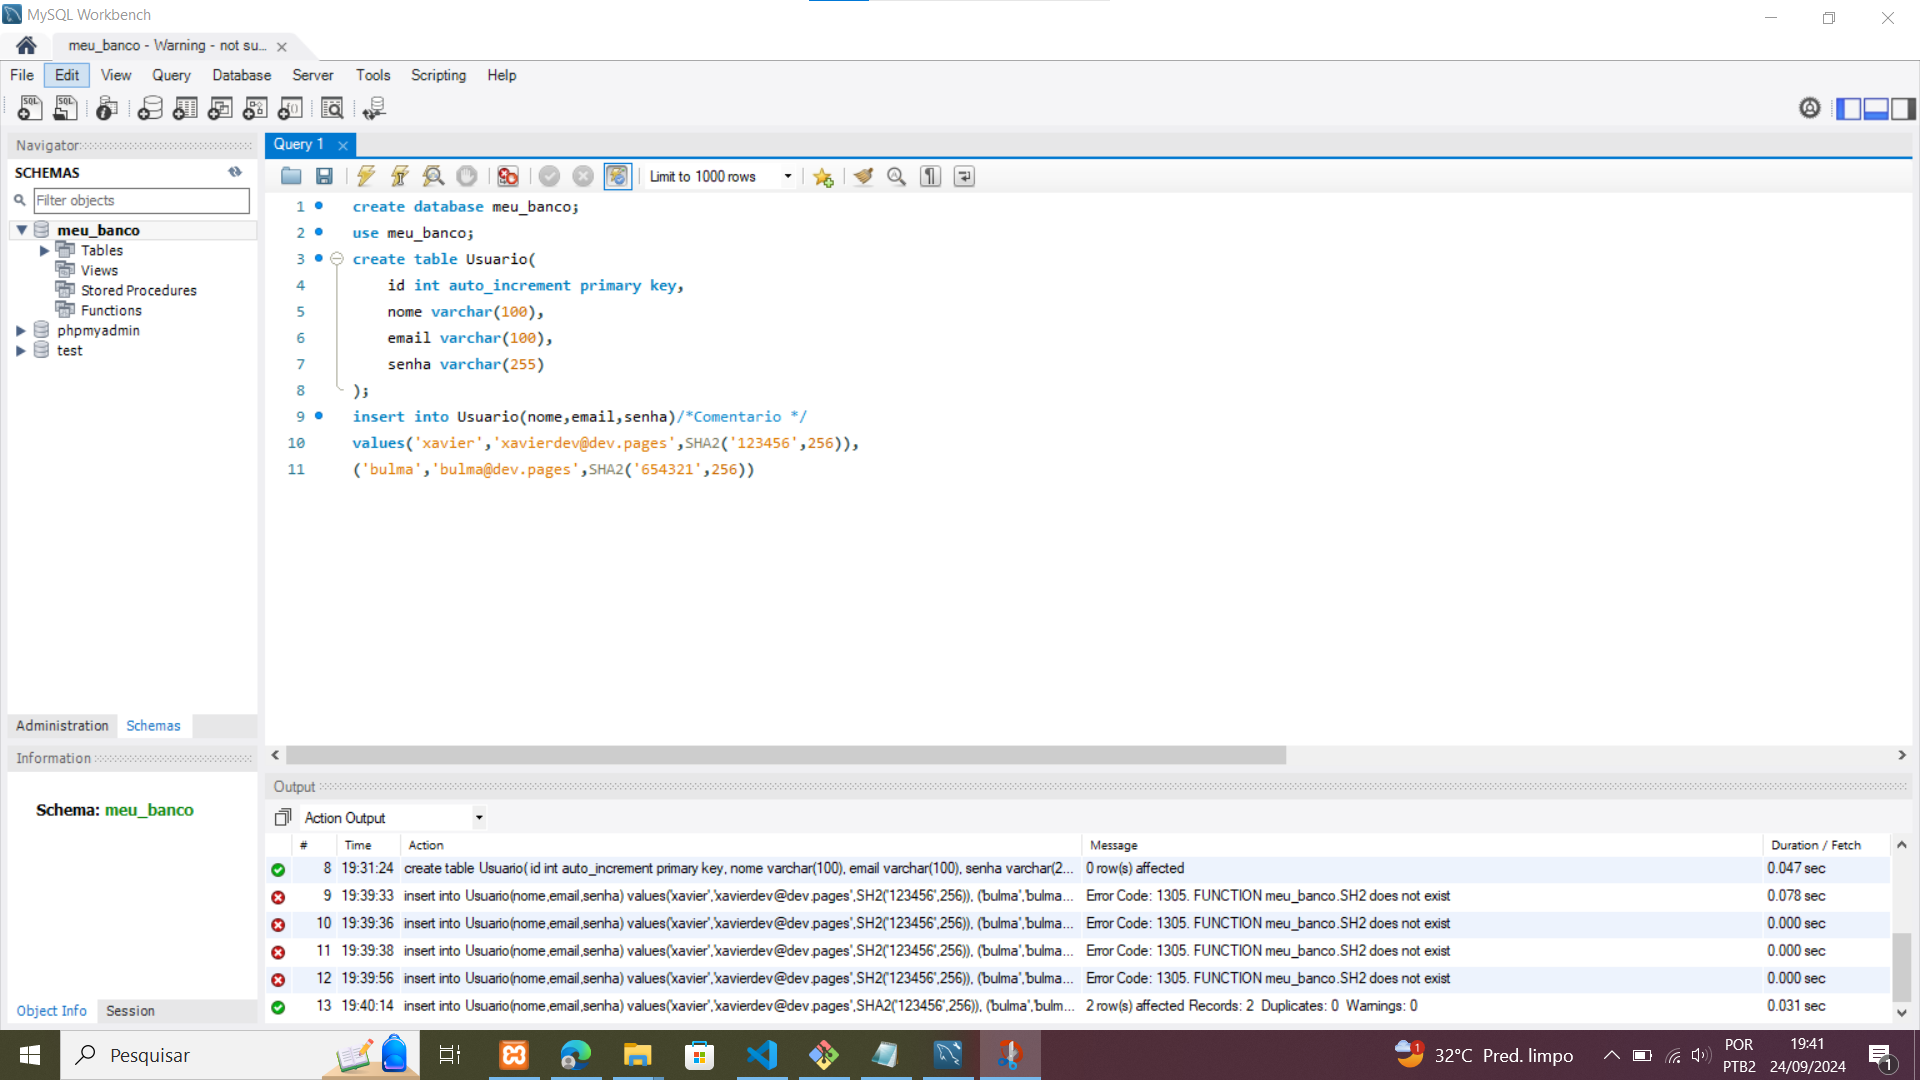 MySQL Workbench
meu_banco - Warning - not su...
File Edit View Query Database Server Tools Scripting Help
Navigator
SCHEMAS
Filter objects
meu_banco
Tables
Views
Stored Procedures
Functions
phpmyadmin
test
Administration Schemas
Information
Schema: meu_banco
Object Info Session
Query 1
Limit to 1000 rows
1 create database meu_banco;
2 use meu_banco;
3 create table Usuario(
4 id int auto_increment primary key,
5 nome varchar(100),
6 email varchar(100),
7 senha varchar(255)
8 );
9 insert into Usuario(nome,email,senha)/*Comentario */
10 values('xavier','xavierdev@dev.pages',SHA2('123456',256)),
11 ('bulma','bulma@dev.pages',SHA2('654321',256))
Output
Action Output
# Time Action Message Duration / Fetch
8 19:31:24 create table Usuario( id int auto_increment primary key, nome varchar(100), email varchar(100), senha varchar(2... 0 row(s) affected 0.047 sec
9 19:39:33 insert into Usuario(nome,email,senha) values('xavier','xavierdev@dev.pages',SH2('123456',256)), ('bulma','bulma... Error Code: 1305. FUNCTION meu_banco.SH2 does not exist 0.078 sec
10 19:39:36 insert into Usuario(nome,email,senha) values('xavier','xavierdev@dev.pages',SH2('123456',256)), ('bulma','bulma... Error Code: 1305. FUNCTION meu_banco.SH2 does not exist 0.000 sec
11 19:39:38 insert into Usuario(nome,email,senha) values('xavier','xavierdev@dev.pages',SH2('123456',256)), ('bulma','bulma... Error Code: 1305. FUNCTION meu_banco.SH2 does not exist 0.000 sec
12 19:39:56 insert into Usuario(nome,email,senha) values('xavier','xavierdev@dev.pages',SH2('123456',256)), ('bulma','bulma... Error Code: 1305. FUNCTION meu_banco.SH2 does not exist 0.000 sec
13 19:40:14 insert into Usuario(nome,email,senha) values('xavier','xavierdev@dev.pages',SHA2('123456',256)), ('bulma','bulm... 2 row(s) affected Records: 2 Duplicates: 0 Warnings: 0 0.031 sec
Pesquisar
1 32°C Pred. limpo
POR
PTB2
19:41
24/09/2024
1